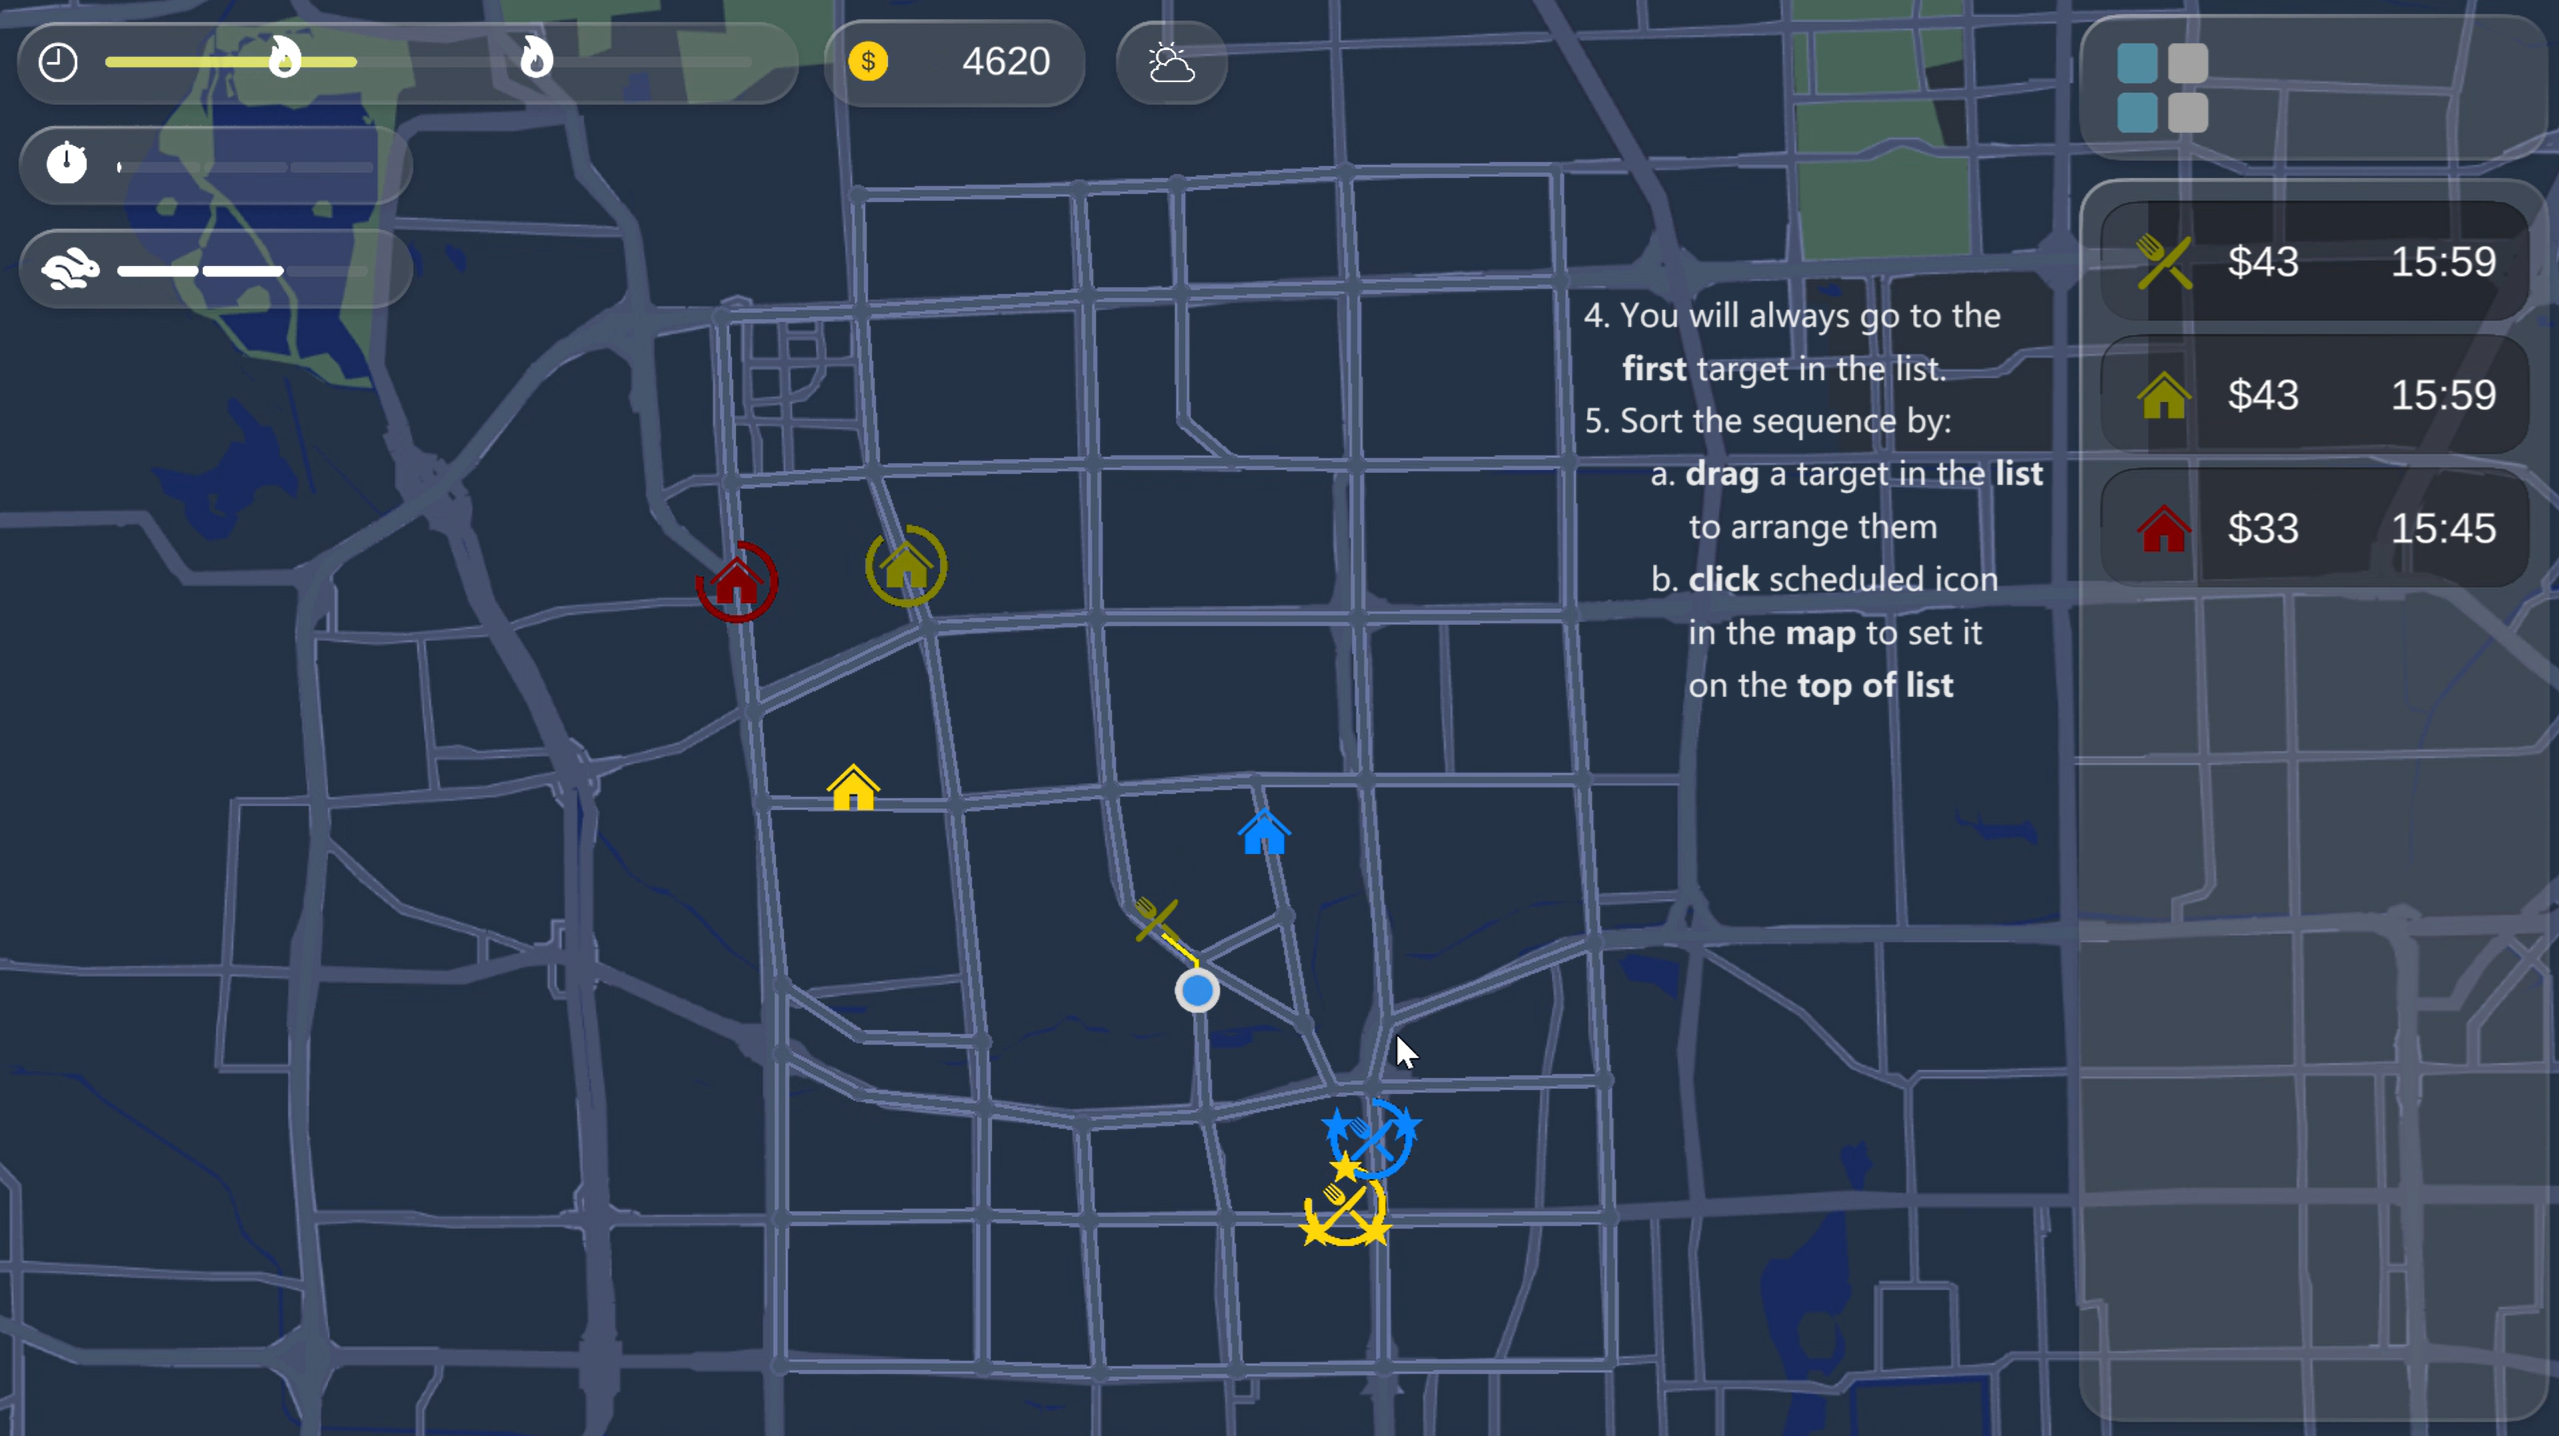 $ 4620
4. You will always go to the
first target in the list.
5. Sort the sequence by:
a. drag a target in the list
to arrange them
b. click scheduled icon
in the map to set it
on the top of list
$43 15:59
$43 15:59
$33 15:45